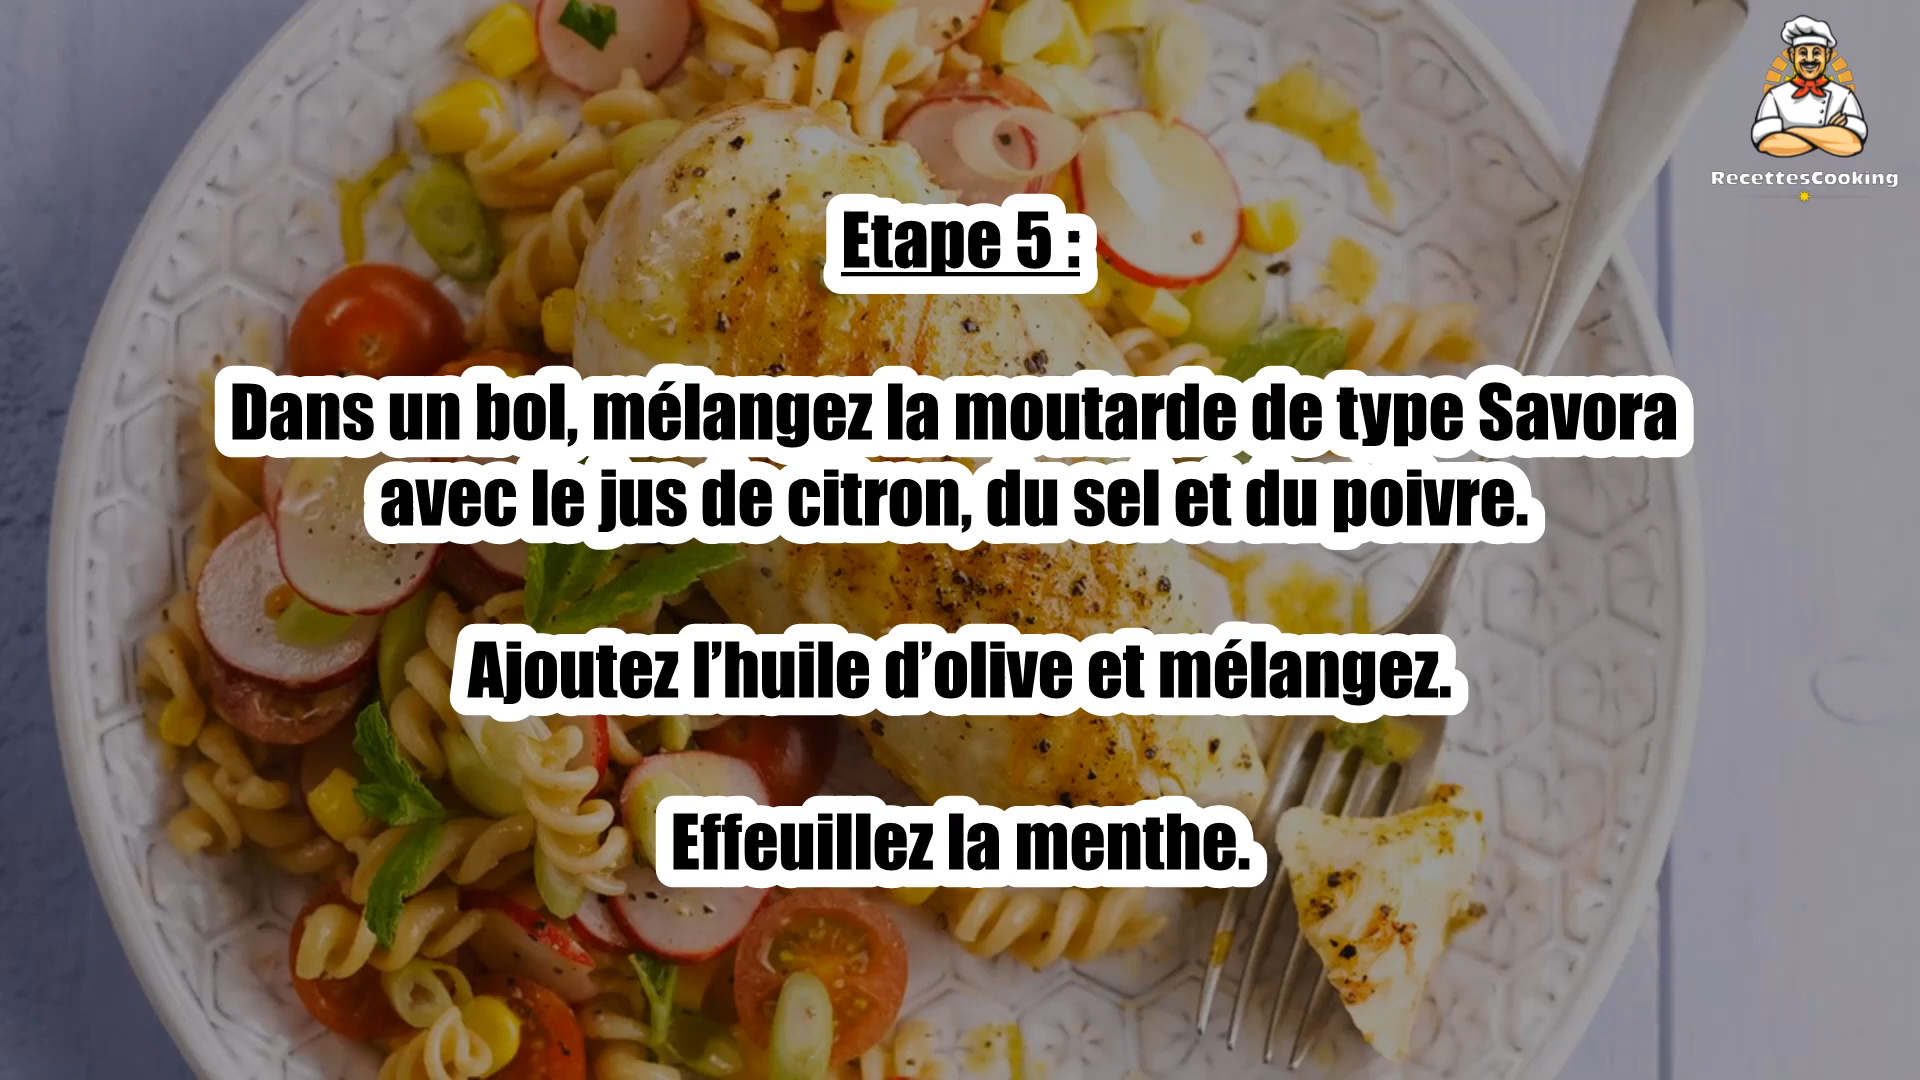 RecettesCooking
Etape 5 :
Dans un bol, mélangez la moutarde de type Savora
avec le jus de citron, du sel et du poivre.
Ajoutez l’huile d’olive et mélangez.
Effeuillez la menthe.